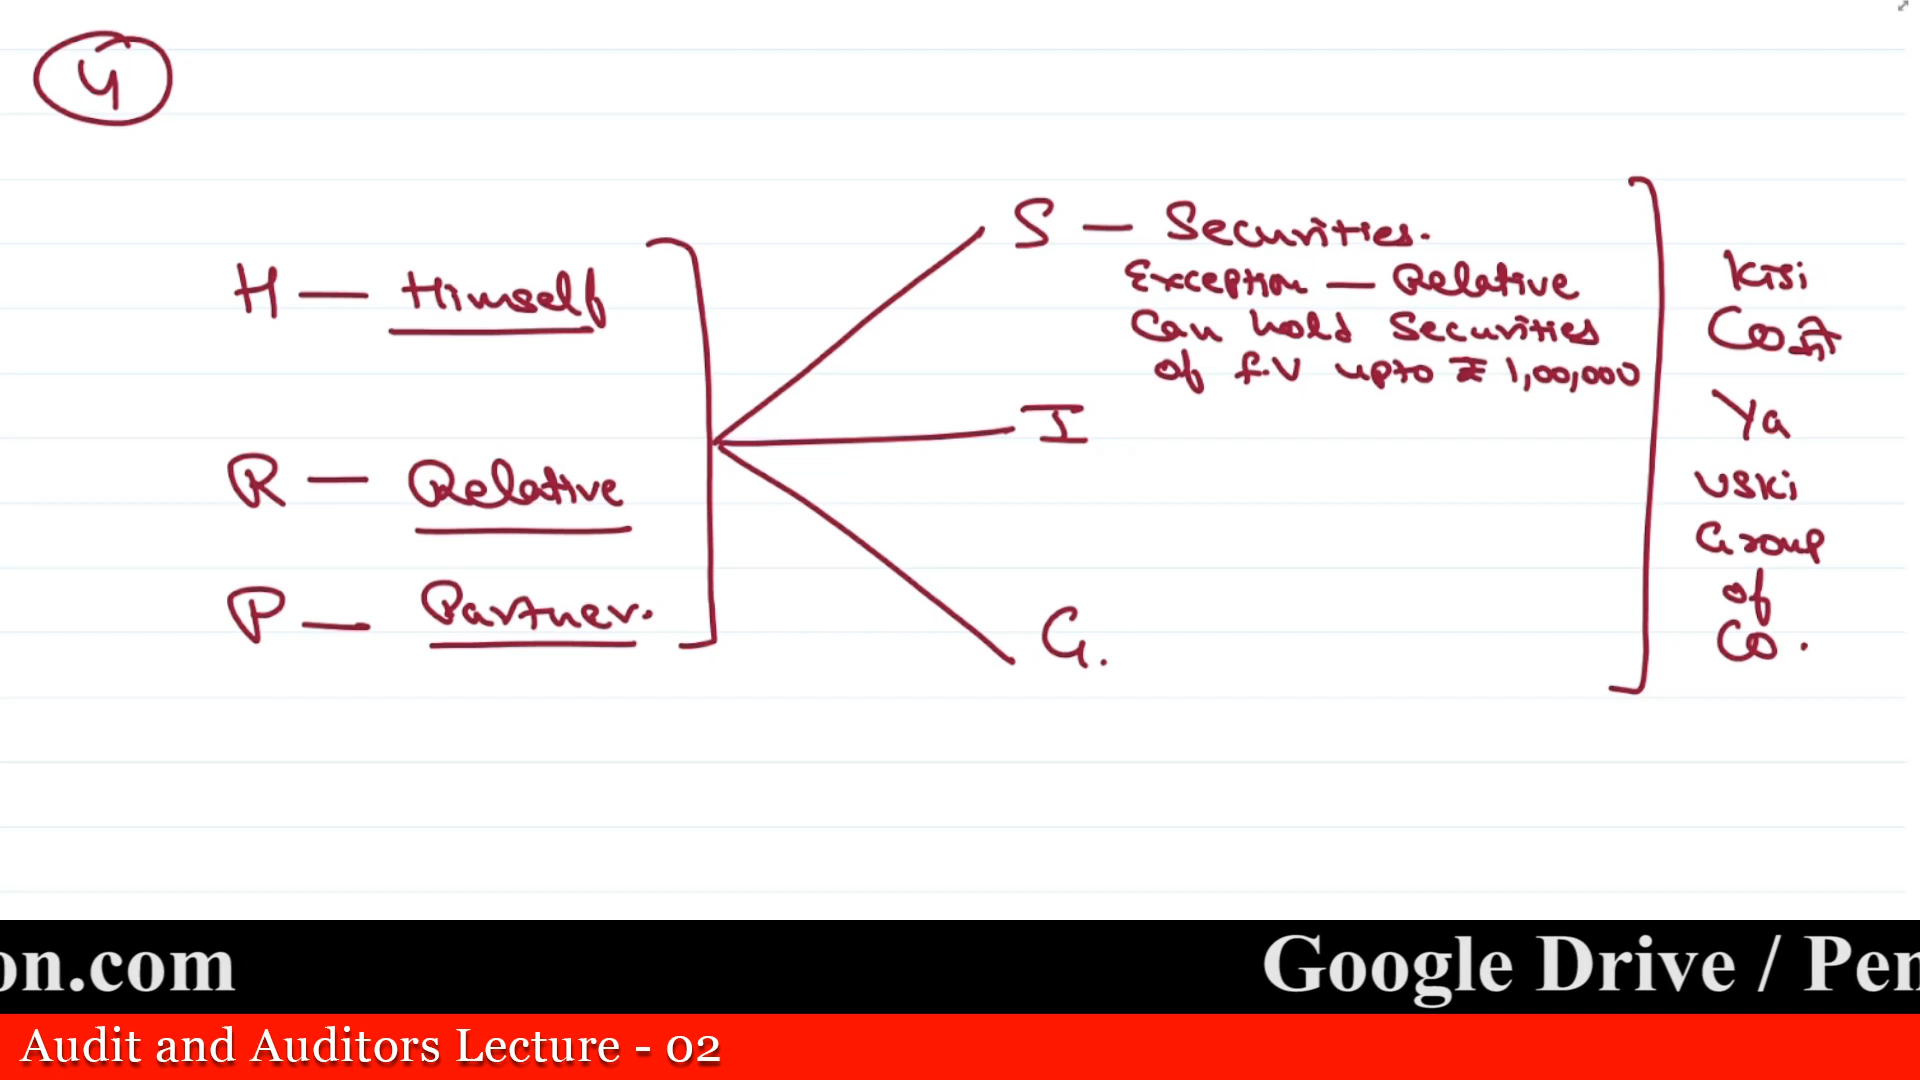 4
H — Himself
R — Relative
P — Partner.
S — Securities.
Exception — Relative
Can hold Securities
of f.V upto ₹ 1,00,000
I
G.
Kisi
Co. में
Ya
USKi
Group
of
Co.
on.com
Google Drive / Pen
Audit and Auditors Lecture - 02